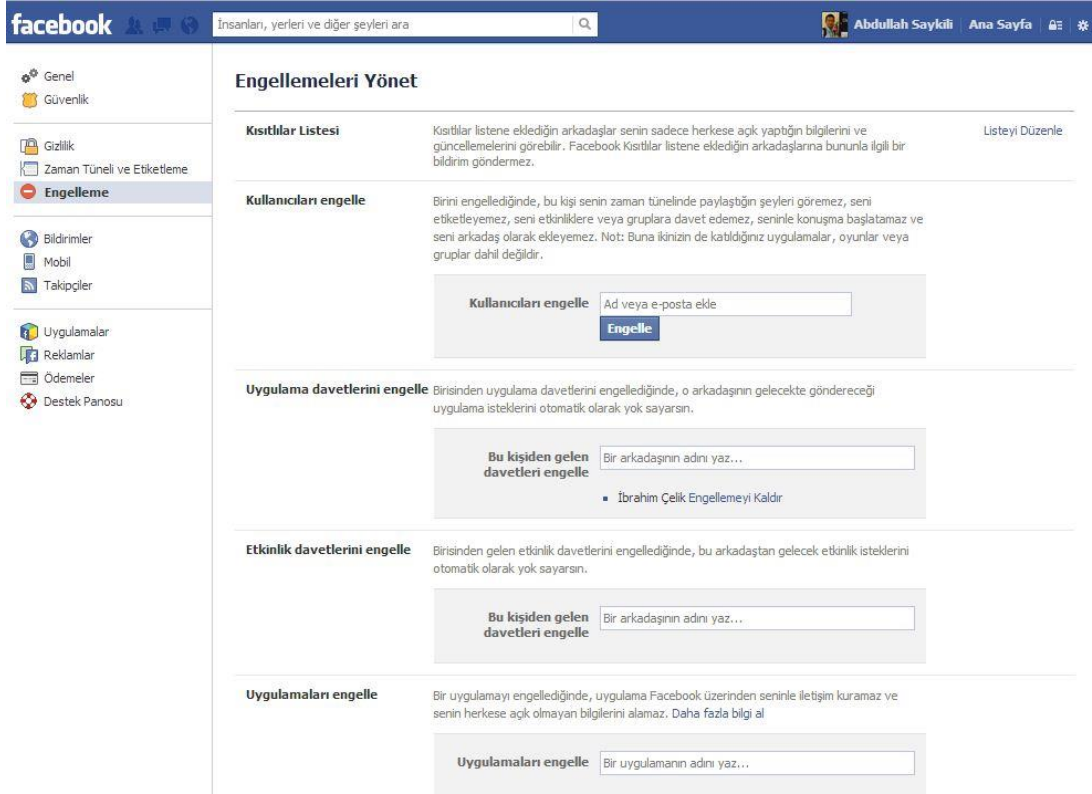 facebook
İnsanları, yerleri ve diğer şeyleri ara
Abdullah Saykili
Ana Sayfa
Genel
Güvenlik
Gizlilik
Zaman Tüneli ve Etiketleme
Engelleme
Bildirimler
Mobil
Takipçiler
Uygulamalar
Reklamlar
Ödemeler
Destek Panosu
Engellemeleri Yönet
Kısıtlılar Listesi
Kısıtlılar listene eklediğin arkadaşlar senin sadece herkese açık yaptığın bilgilerini ve
güncellemelerini görebilir. Facebook Kısıtlılar listene eklediğin arkadaşlarına bununla ilgili bir
bildirim göndermez.
Listeyi Düzenle
Kullanıcıları engelle
Birini engellediğinde, bu kişi senin zaman tünelinde paylaştığın şeyleri göremez, seni
etiketleyemez, seni etkinliklere veya gruplara davet edemez, seninle konuşma başlatamaz ve
seni arkadaş olarak ekleyemez. Not: Buna ikinizin de katıldığınız uygulamalar, oyunlar veya
gruplar dahil değildir.
Kullanıcıları engelle
Ad veya e-posta ekle
Engelle
Uygulama davetlerini engelle
Birisinden uygulama davetlerini engellediğinde, o arkadaşının gelecekte göndereceği
uygulama isteklerini otomatik olarak yok sayarsın.
Bu kişiden gelen
davetleri engelle
Bir arkadaşının adını yaz...
İbrahim Çelik Engellemeyi Kaldır
Etkinlik davetlerini engelle
Birisinden gelen etkinlik davetlerini engellediğinde, bu arkadaştan gelecek etkinlik isteklerini
otomatik olarak yok sayarsın.
Bu kişiden gelen
davetleri engelle
Bir arkadaşının adını yaz...
Uygulamaları engelle
Bir uygulamayı engellediğinde, uygulama Facebook üzerinden seninle iletişim kuramaz ve
senin herkese açık olmayan bilgilerini alamaz. Daha fazla bilgi al
Uygulamaları engelle
Bir uygulamanın adını yaz...